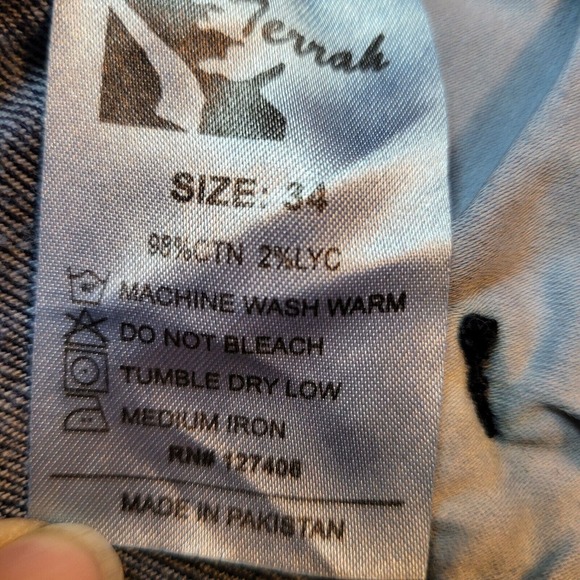 Terrah
SIZE: 34
98%CTN 2%LYC
MACHINE WASH WARM
DO NOT BLEACH
TUMBLE DRY LOW
MEDIUM IRON
RN# 127406
MADE IN PAKISTAN